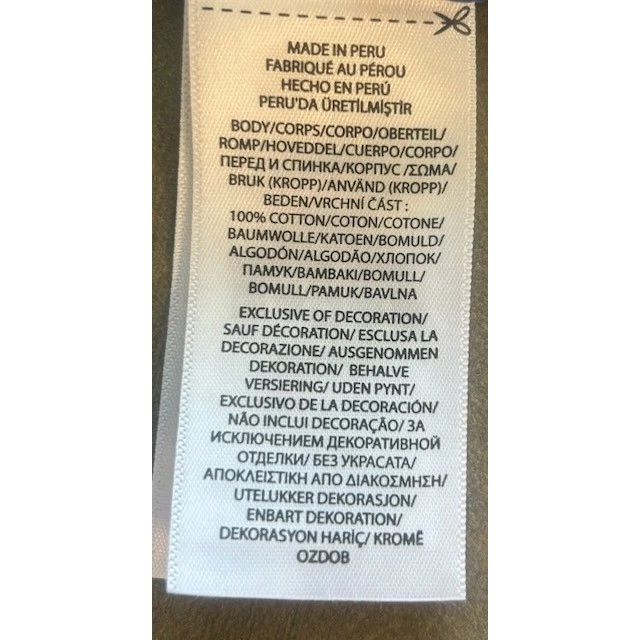 MADE IN PERU
FABRIQUÉ AU PÉROU
HECHO EN PERÚ
PERU'DA ÜRETİLMİŞTİR
BODY/CORPS/CORPO/OBERTEIL/
ROMP/HOVEDDEL/CUERPO/CORPO/
ПЕРЕД И СПИНКА/КОРПУС /ΣΩΜΑ/
BRUK (KROPP)/ANVÄND (KROPP)/
BEDEN/VRCHNÍ ČÁST :
100% COTTON/COTON/COTONE/
BAUMWOLLE/KATOEN/BOMULD/
ALGODÓN/ALGODÃO/ХЛОПОК/
ПАМУК/ΒΑΜΒΑΚΙ/BOMULL/
BOMULL/PAMUK/BAVLNA
EXCLUSIVE OF DECORATION/
SAUF DÉCORATION/ ESCLUSA LA
DECORAZIONE/ AUSGENOMMEN
DEKORATION/ BEHALVE
VERSIERING/ UDEN PYNT/
EXCLUSIVO DE LA DECORACIÓN/
NÃO INCLUI DECORAÇÃO/ ЗА
ИСКЛЮЧЕНИЕМ ДЕКОРАТИВНОЙ
ОТДЕЛКИ/ БЕЗ УКРАСАТА/
ΑΠΟΚΛΕΙΣΤΙΚΗ ΑΠΟ ΔΙΑΚΟΣΜΗΣΗ/
UTELUKKER DEKORASJON/
ENBART DEKORATION/
DEKORASYON HARİÇ/ KROMĚ
OZDOB